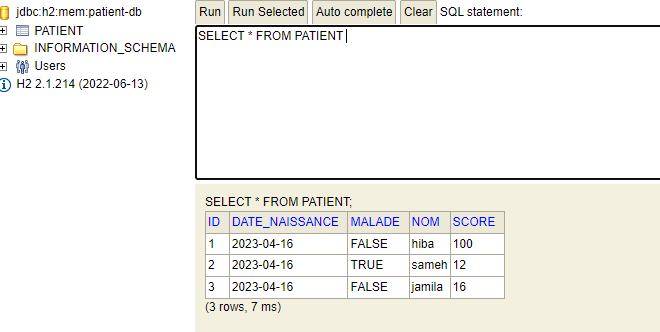 jdbc:h2:mem:patient-db
PATIENT
INFORMATION_SCHEMA
Users
H2 2.1.214 (2022-06-13)
Run Run Selected Auto complete Clear SQL statement:
SELECT * FROM PATIENT
SELECT * FROM PATIENT;
ID DATE_NAISSANCE MALADE NOM SCORE
1 2023-04-16 FALSE hiba 100
2 2023-04-16 TRUE sameh 12
3 2023-04-16 FALSE jamila 16
(3 rows, 7 ms)